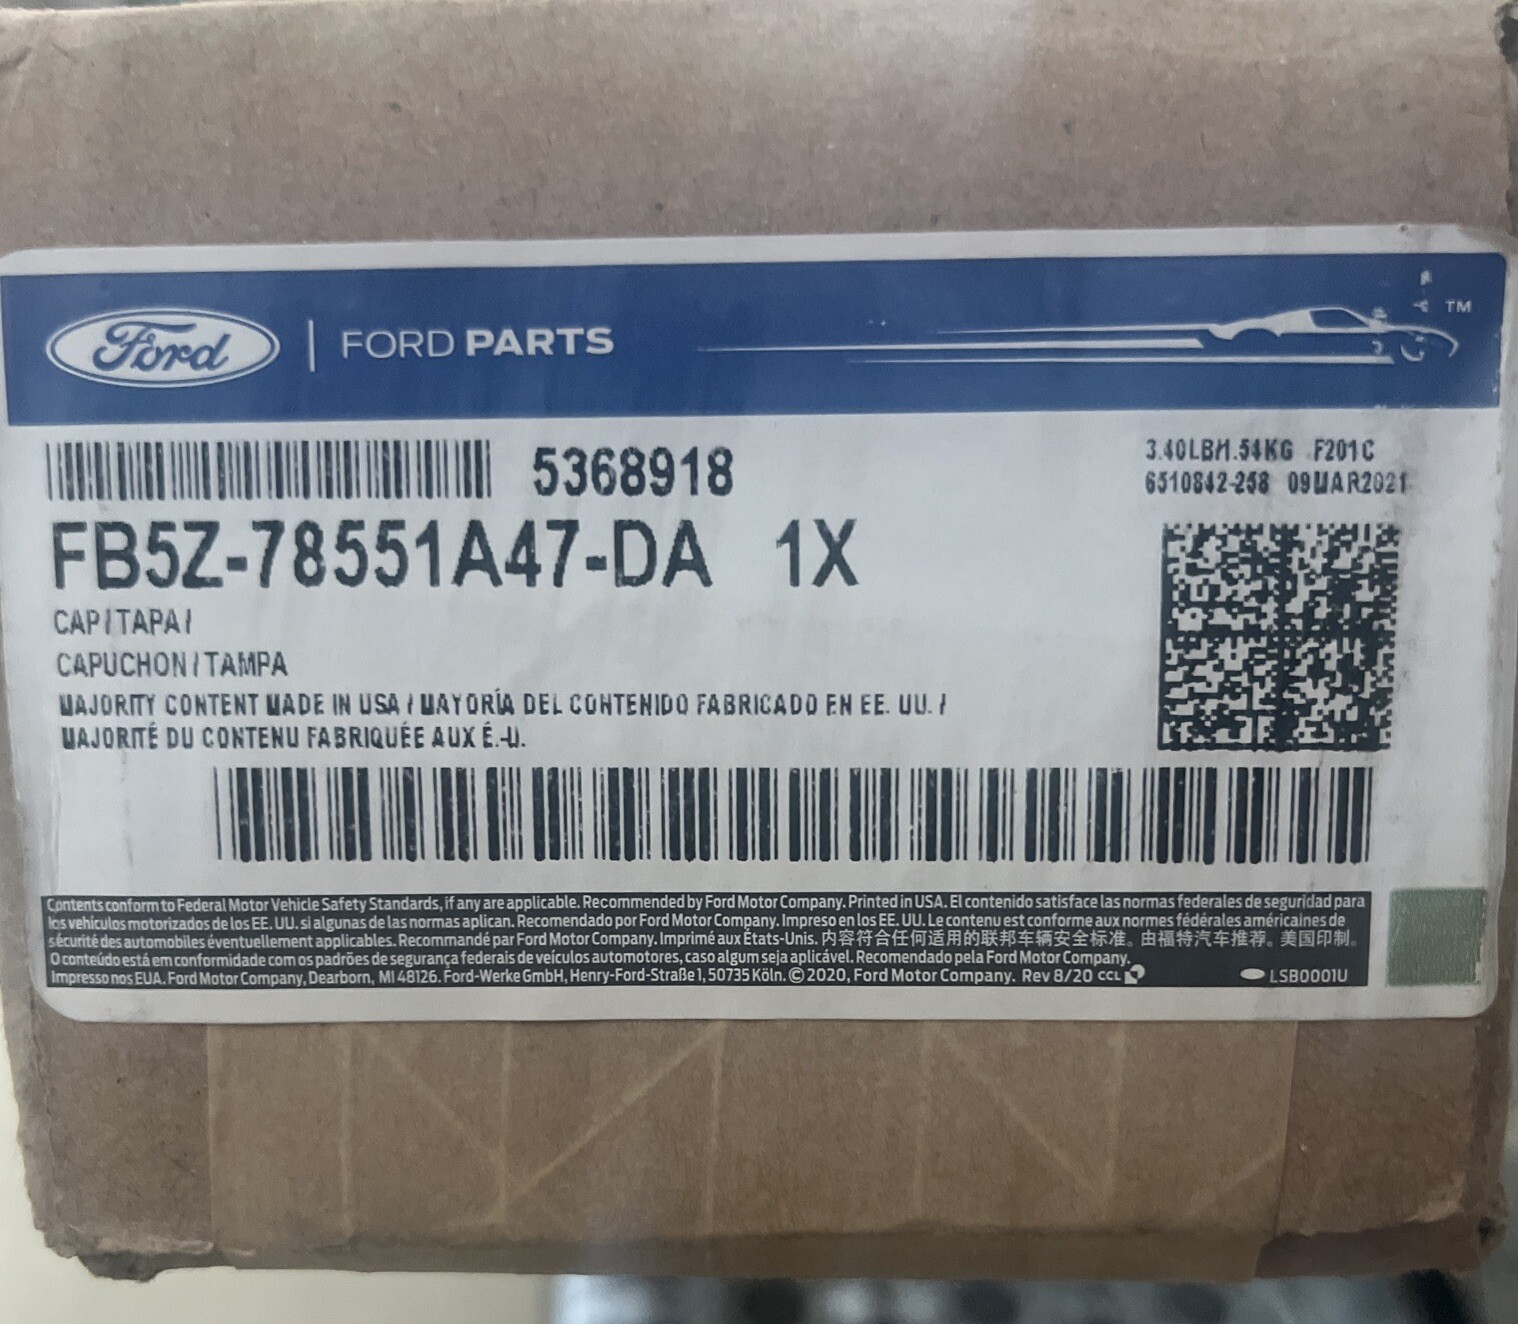 Ford | FORD PARTS
TM
5368918
3.40LB/1.54KG F201C
6510842-258 09MAR2021
FB5Z-78551A47-DA 1X
CAP / TAPA /
CAPUCHON / TAMPA
MAJORITY CONTENT MADE IN USA / MAYORÍA DEL CONTENIDO FABRICADO EN EE. UU. /
MAJORITÉ DU CONTENU FABRIQUÉE AUX É.-U.
Contents conform to Federal Motor Vehicle Safety Standards, if any are applicable. Recommended by Ford Motor Company. Printed in USA. El contenido satisface las normas federales de seguridad para
los vehículos motorizados de los EE. UU. si algunas de las normas aplican. Recomendado por Ford Motor Company. Impreso en los EE. UU. Le contenu est conforme aux normes fédérales américaines de
sécurité des automobiles éventuellement applicables. Recommandé par Ford Motor Company. Imprimé aux États-Unis. 内容符合任何适用的联邦车辆安全标准。由福特汽车推荐。美国印制。
O conteúdo está em conformidade com os padrões de segurança federais de veículos automotores, caso algum seja aplicável. Recomendado pela Ford Motor Company.
Impresso nos EUA. Ford Motor Company, Dearborn, MI 48126. Ford-Werke GmbH, Henry-Ford-Straße 1, 50735 Köln. © 2020, Ford Motor Company. Rev 8/20 CCL
LSB0001U